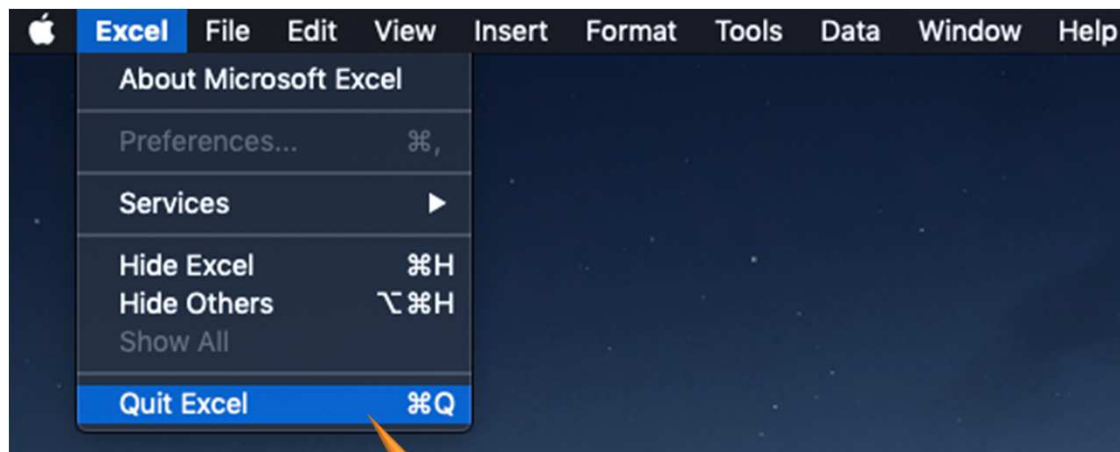 Excel File Edit View Insert Format Tools Data Window Help
About Microsoft Excel
Preferences... ⌘,
Services ▶
Hide Excel ⌘H
Hide Others ⌥⌘H
Show All
Quit Excel ⌘Q